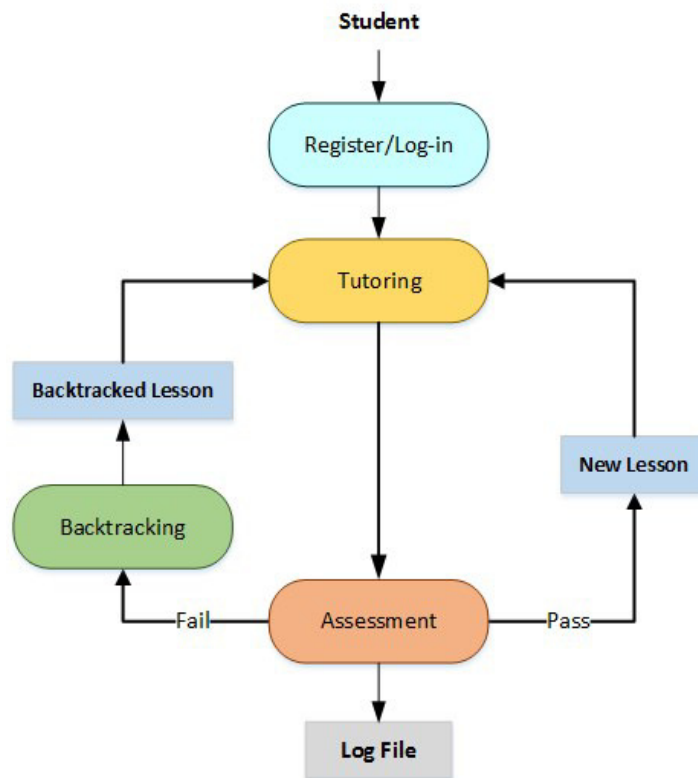 Student
Register/Log-in
Tutoring
Backtracked Lesson
New Lesson
Backtracking
Fail
Assessment
Pass
Log File